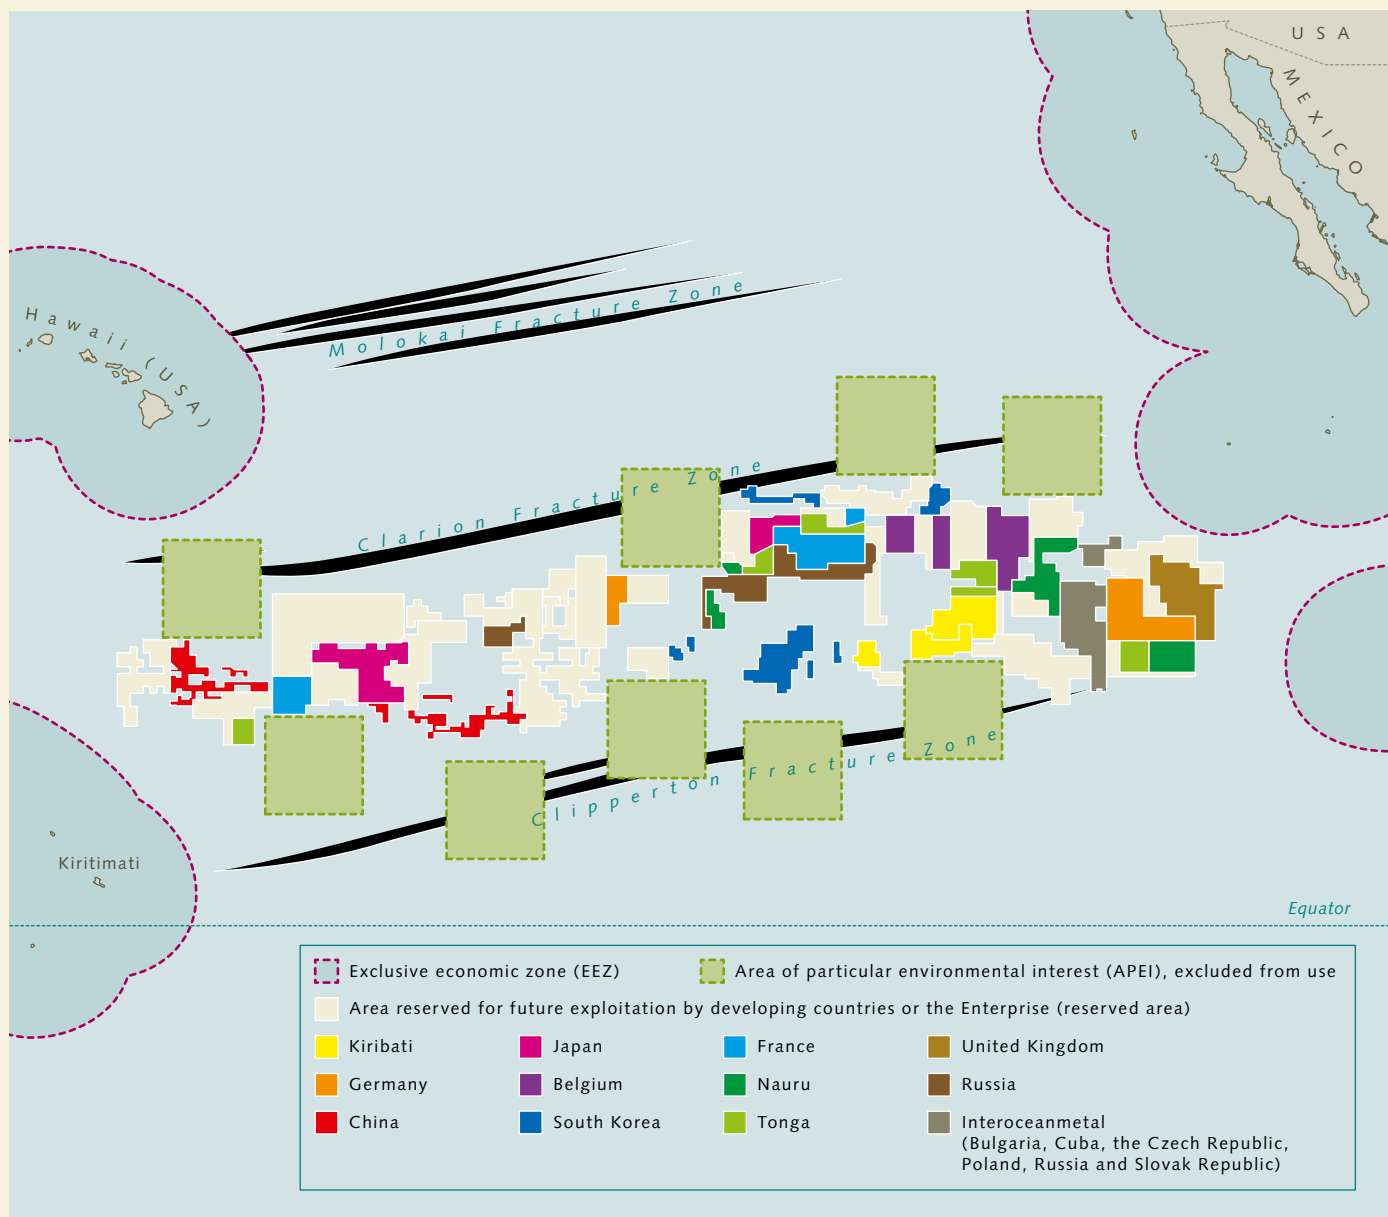 USA
MEXICO
Hawaii (USA)
Molokai Fracture Zone
Clarion Fracture Zone
Clipperton Fracture Zone
Kiritimati
Equator
Exclusive economic zone (EEZ)
Area of particular environmental interest (APEI), excluded from use
Area reserved for future exploitation by developing countries or the Enterprise (reserved area)
Kiribati
Japan
France
United Kingdom
Germany
Belgium
Nauru
Russia
China
South Korea
Tonga
Interoceanmetal
(Bulgaria, Cuba, the Czech Republic,
Poland, Russia and Slovak Republic)